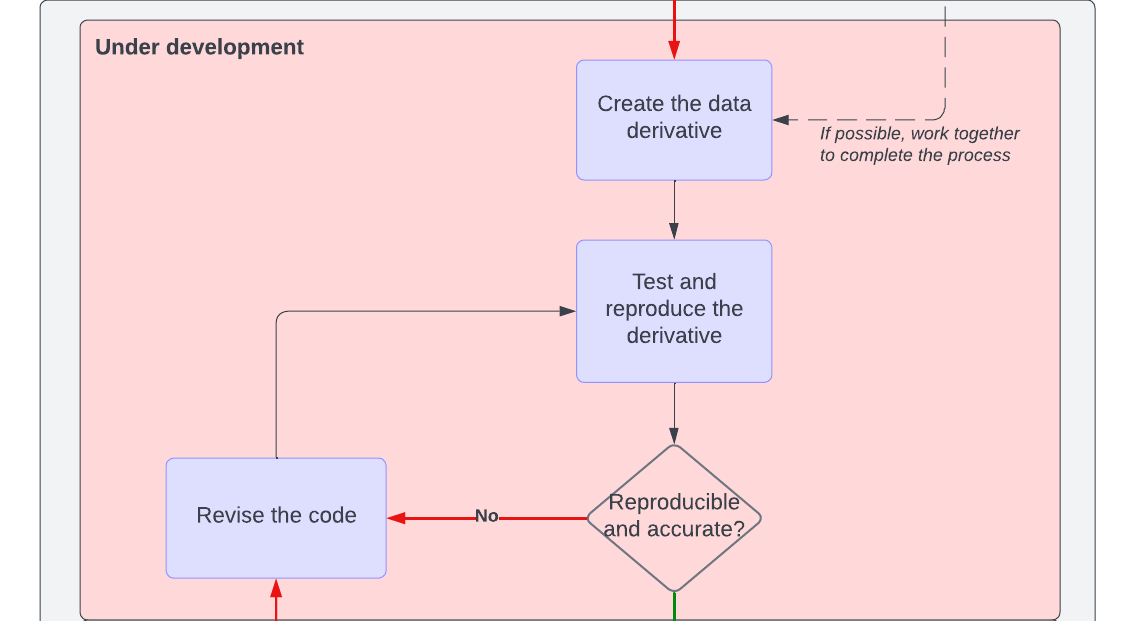 Under development
Create the data
derivative
If possible, work together
to complete the process
Test and
reproduce the
derivative
Reproducible
and accurate?
No
Revise the code